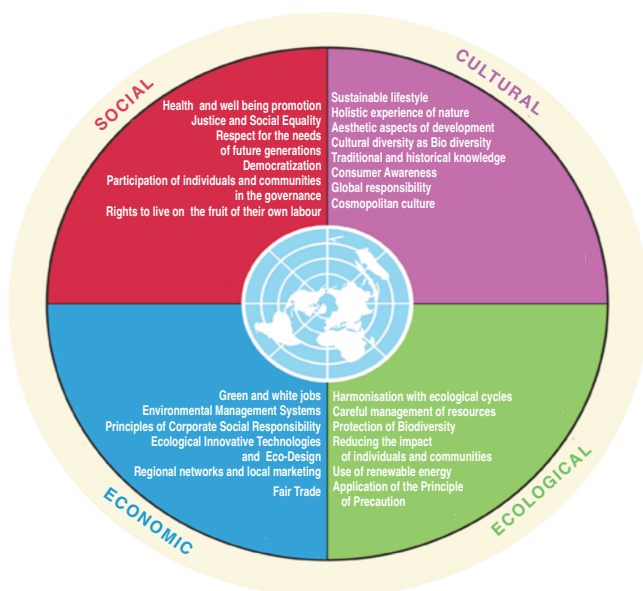 SOCIAL
Health and well being promotion
Justice and Social Equality
Respect for the needs
of future generations
Democratization
Participation of individuals and communities
in the governance
Rights to live on the fruit of their own labour
CULTURAL
Sustainable lifestyle
Holistic experience of nature
Aesthetic aspects of development
Cultural diversity as Bio diversity
Traditional and historical knowledge
Consumer Awareness
Global responsibility
Cosmopolitan culture
Green and white jobs
Environmental Management Systems
Principles of Corporate Social Responsibility
Ecological Innovative Technologies
and Eco-Design
Regional networks and local marketing
Fair Trade
ECONOMIC
Harmonisation with ecological cycles
Careful management of resources
Protection of Biodiversity
Reducing the impact
of individuals and communities
Use of renewable energy
Application of the Principle
of Precaution
ECOLOGICAL